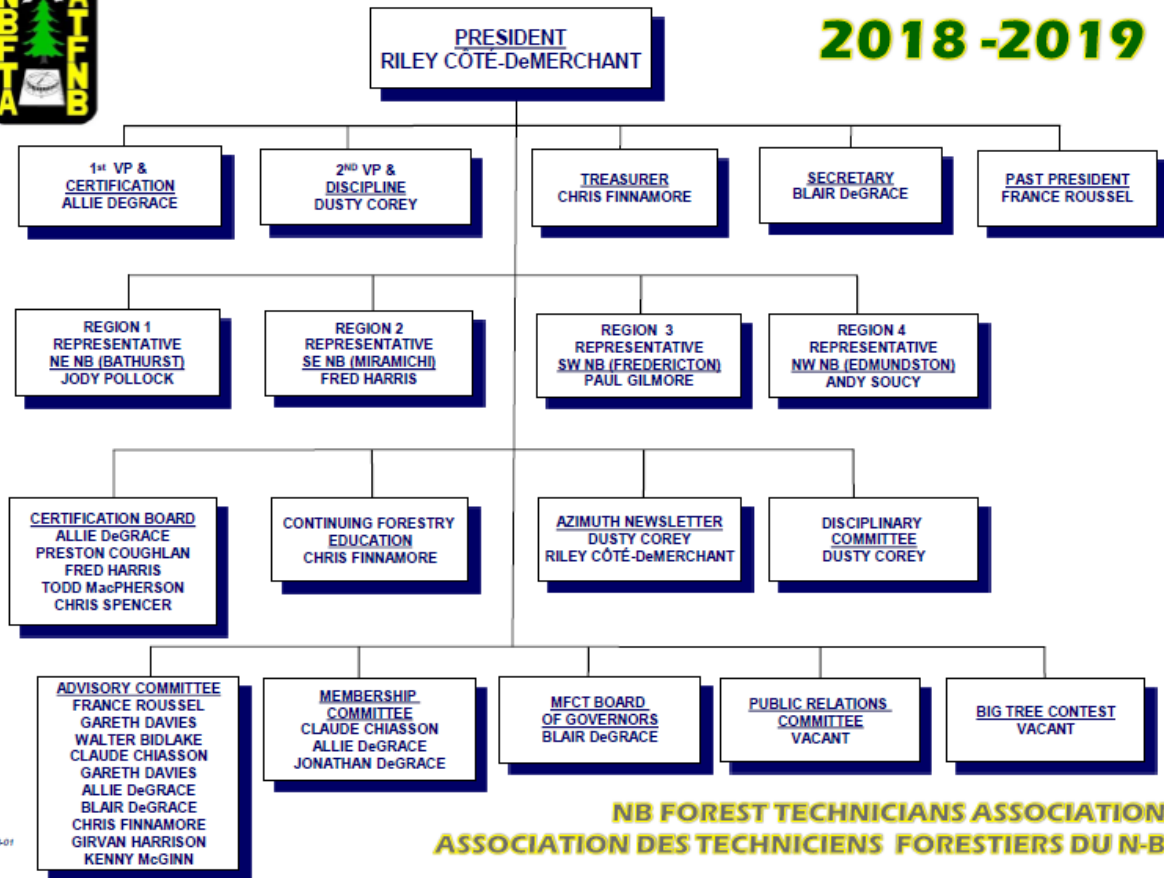 NBFTA
ATFNB
2018 -2019
PRESIDENT
RILEY CÔTÉ-DeMERCHANT
1st VP &
CERTIFICATION
ALLIE DEGRACE
2ND VP &
DISCIPLINE
DUSTY COREY
TREASURER
CHRIS FINNAMORE
SECRETARY
BLAIR DeGRACE
PAST PRESIDENT
FRANCE ROUSSEL
REGION 1
REPRESENTATIVE
NE NB (BATHURST)
JODY POLLOCK
REGION 2
REPRESENTATIVE
SE NB (MIRAMICHI)
FRED HARRIS
REGION 3
REPRESENTATIVE
SW NB (FREDERICTON)
PAUL GILMORE
REGION 4
REPRESENTATIVE
NW NB (EDMUNDSTON)
ANDY SOUCY
CERTIFICATION BOARD
ALLIE DeGRACE
PRESTON COUGHLAN
FRED HARRIS
TODD MacPHERSON
CHRIS SPENCER
CONTINUING FORESTRY
EDUCATION
CHRIS FINNAMORE
AZIMUTH NEWSLETTER
DUSTY COREY
RILEY CÔTÉ-DeMERCHANT
DISCIPLINARY
COMMITTEE
DUSTY COREY
ADVISORY COMMITTEE
FRANCE ROUSSEL
GARETH DAVIES
WALTER BIDLAKE
CLAUDE CHIASSON
GARETH DAVIES
ALLIE DeGRACE
BLAIR DeGRACE
CHRIS FINNAMORE
GIRVAN HARRISON
KENNY McGINN
MEMBERSHIP
COMMITTEE
CLAUDE CHIASSON
ALLIE DeGRACE
JONATHAN DeGRACE
MFCT BOARD
OF GOVERNORS
BLAIR DeGRACE
PUBLIC RELATIONS
COMMITTEE
VACANT
BIG TREE CONTEST
VACANT
NB FOREST TECHNICIANS ASSOCIATION
ASSOCIATION DES TECHNICIENS FORESTIERS DU N-B